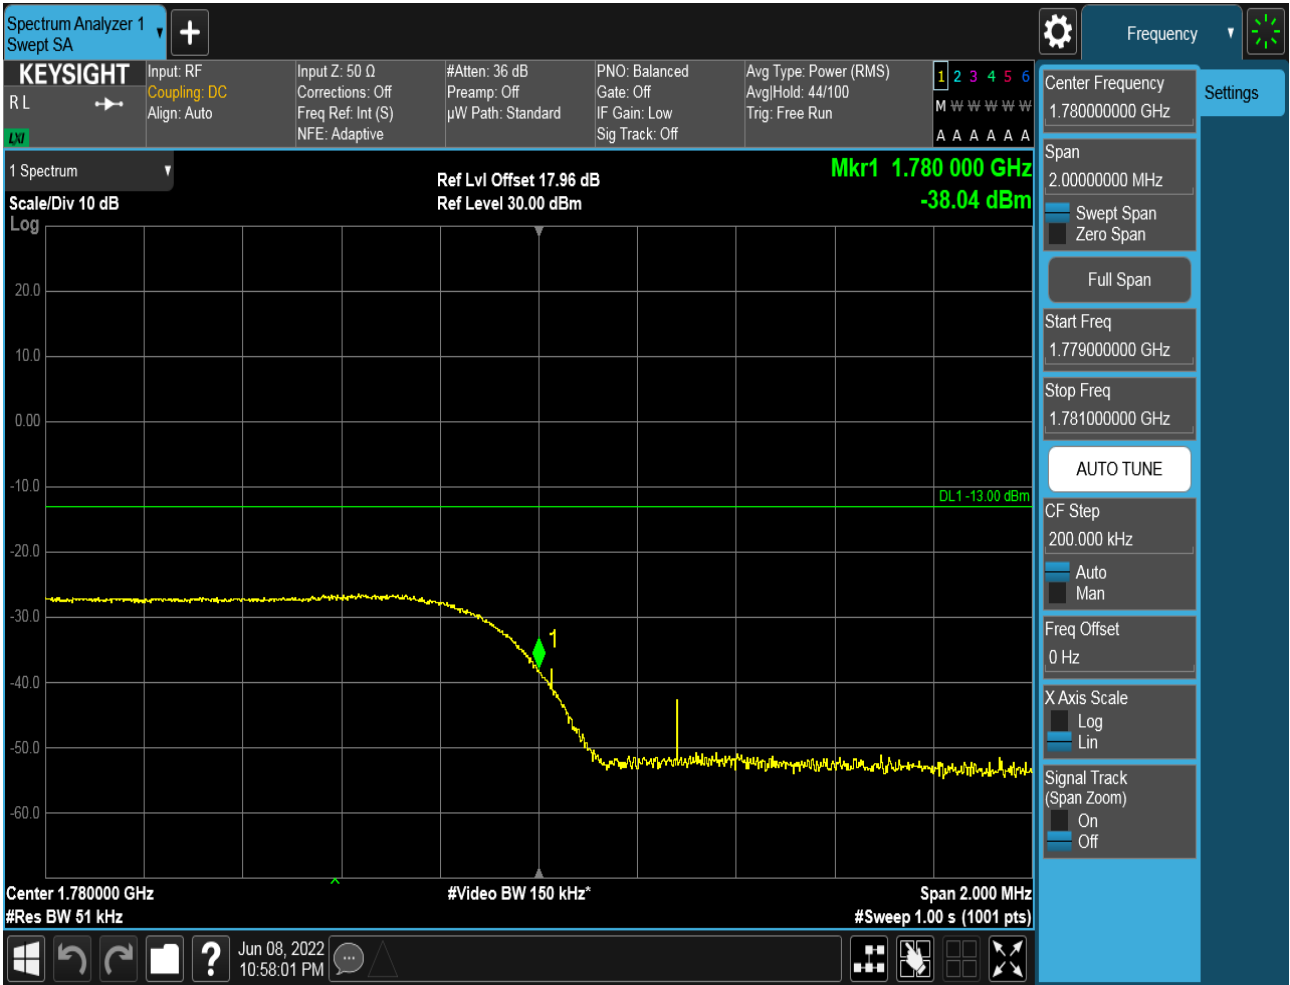 Spectrum Analyzer 1
Swept SA
Frequency
KEYSIGHT
R L
LXI
Input: RF
Coupling: DC
Align: Auto
Input Z: 50 Ω
Corrections: Off
Freq Ref: Int (S)
NFE: Adaptive
#Atten: 36 dB
Preamp: Off
µW Path: Standard
PNO: Balanced
Gate: Off
IF Gain: Low
Sig Track: Off
Avg Type: Power (RMS)
Avg|Hold: 44/100
Trig: Free Run
1 2 3 4 5 6
M W W W W W
A A A A A A
1 Spectrum
Scale/Div 10 dB
Log
Ref Lvl Offset 17.96 dB
Ref Level 30.00 dBm
Mkr1 1.780 000 GHz
-38.04 dBm
20.0
10.0
0.00
-10.0
-20.0
-30.0
-40.0
-50.0
-60.0
DL1 -13.00 dBm
1
Center 1.780000 GHz
#Res BW 51 kHz
#Video BW 150 kHz*
Span 2.000 MHz
#Sweep 1.00 s (1001 pts)
Center Frequency
1.780000000 GHz
Settings
Span
2.00000000 MHz
Swept Span
Zero Span
Full Span
Start Freq
1.779000000 GHz
Stop Freq
1.781000000 GHz
AUTO TUNE
CF Step
200.000 kHz
Auto
Man
Freq Offset
0 Hz
X Axis Scale
Log
Lin
Signal Track
(Span Zoom)
On
Off
?
Jun 08, 2022
10:58:01 PM